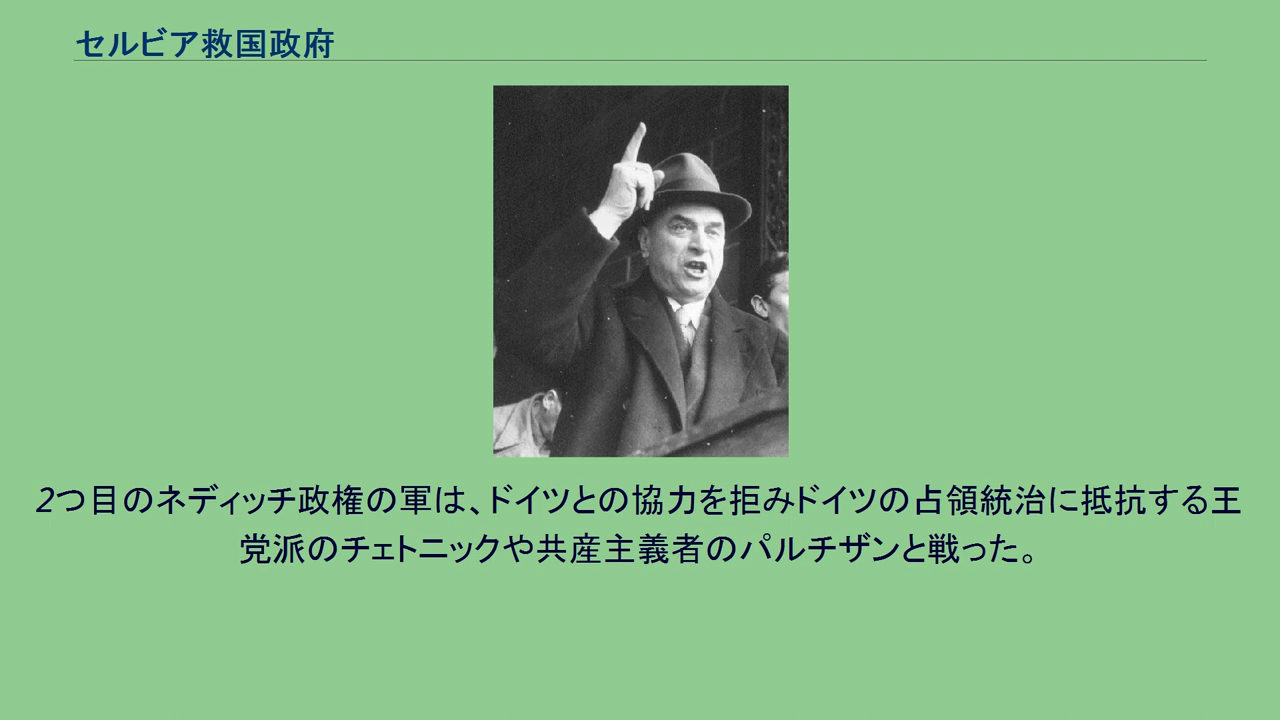 セルビア救国政府
2つ目のネディッチ政権の軍は、ドイツとの協力を拒みドイツの占領統治に抵抗する王
党派のチェトニックや共産主義者のパルチザンと戦った。